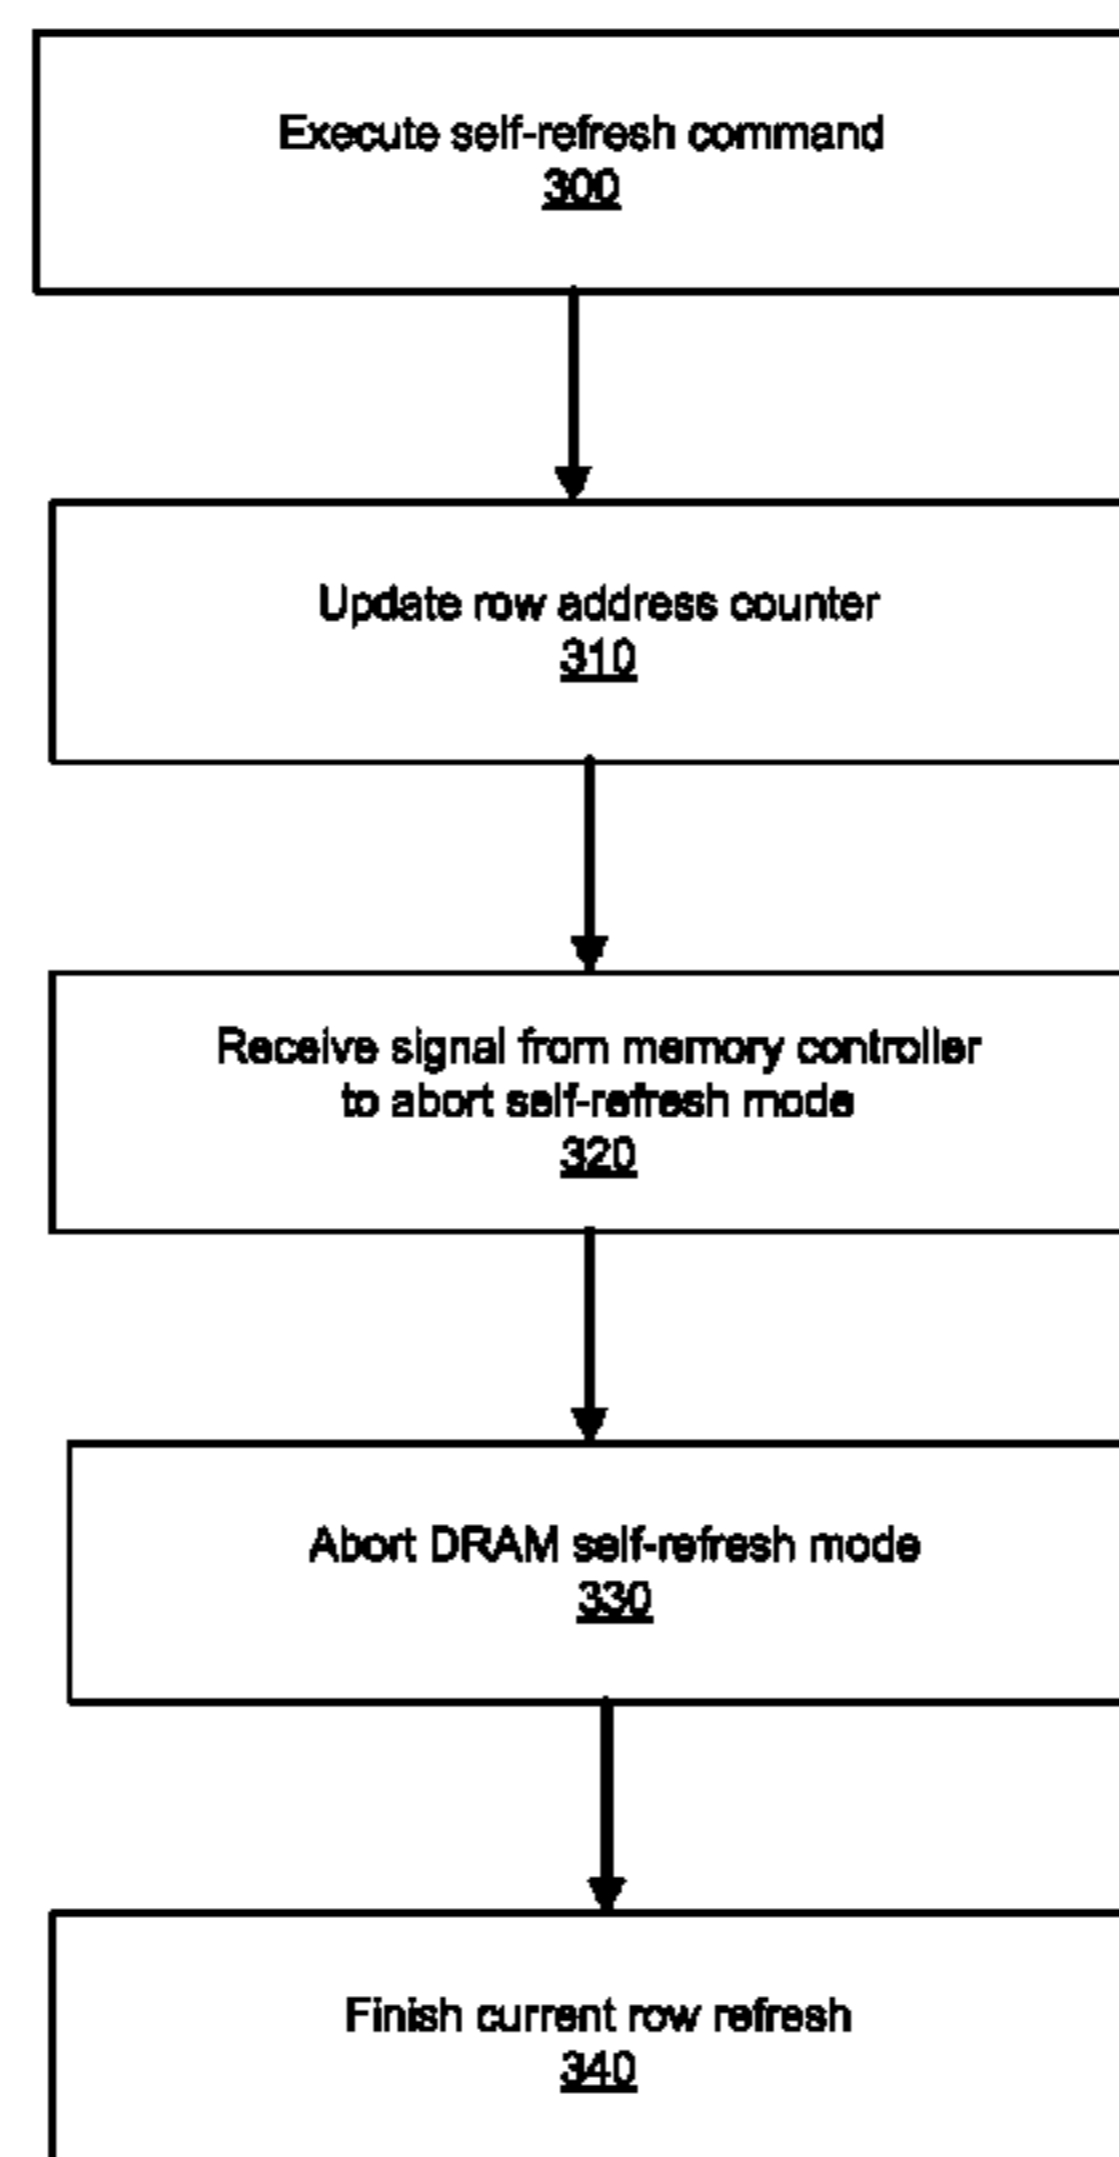 Execute self-refresh command
300
Update row address counter
310
Receive signal from memory controller
to abort self-refresh mode
320
Abort DRAM self-refresh mode
330
Finish current row refresh
340